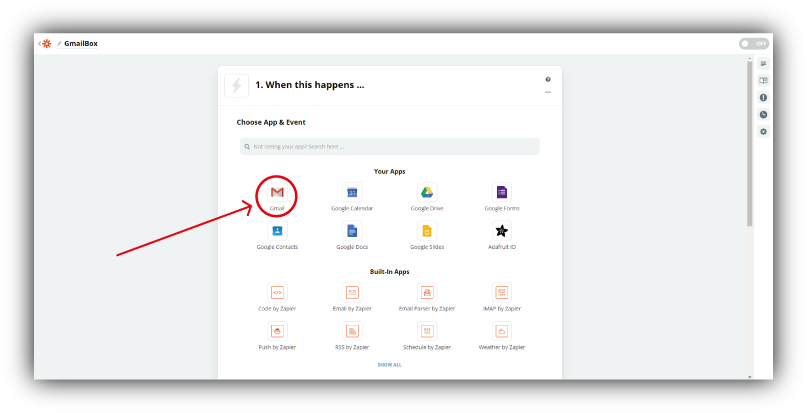 GmailBox
OFF
1. When this happens ...
Choose App & Event
Not seeing your app? Search here ...
Your Apps
Gmail Google Calendar Google Drive Google Forms
Google Contacts Google Docs Google Slides Adafruit IO
Built-In Apps
Code by Zapier Email by Zapier Email Parser by Zapier IMAP by Zapier
Push by Zapier RSS by Zapier Schedule by Zapier Weather by Zapier
SHOW ALL